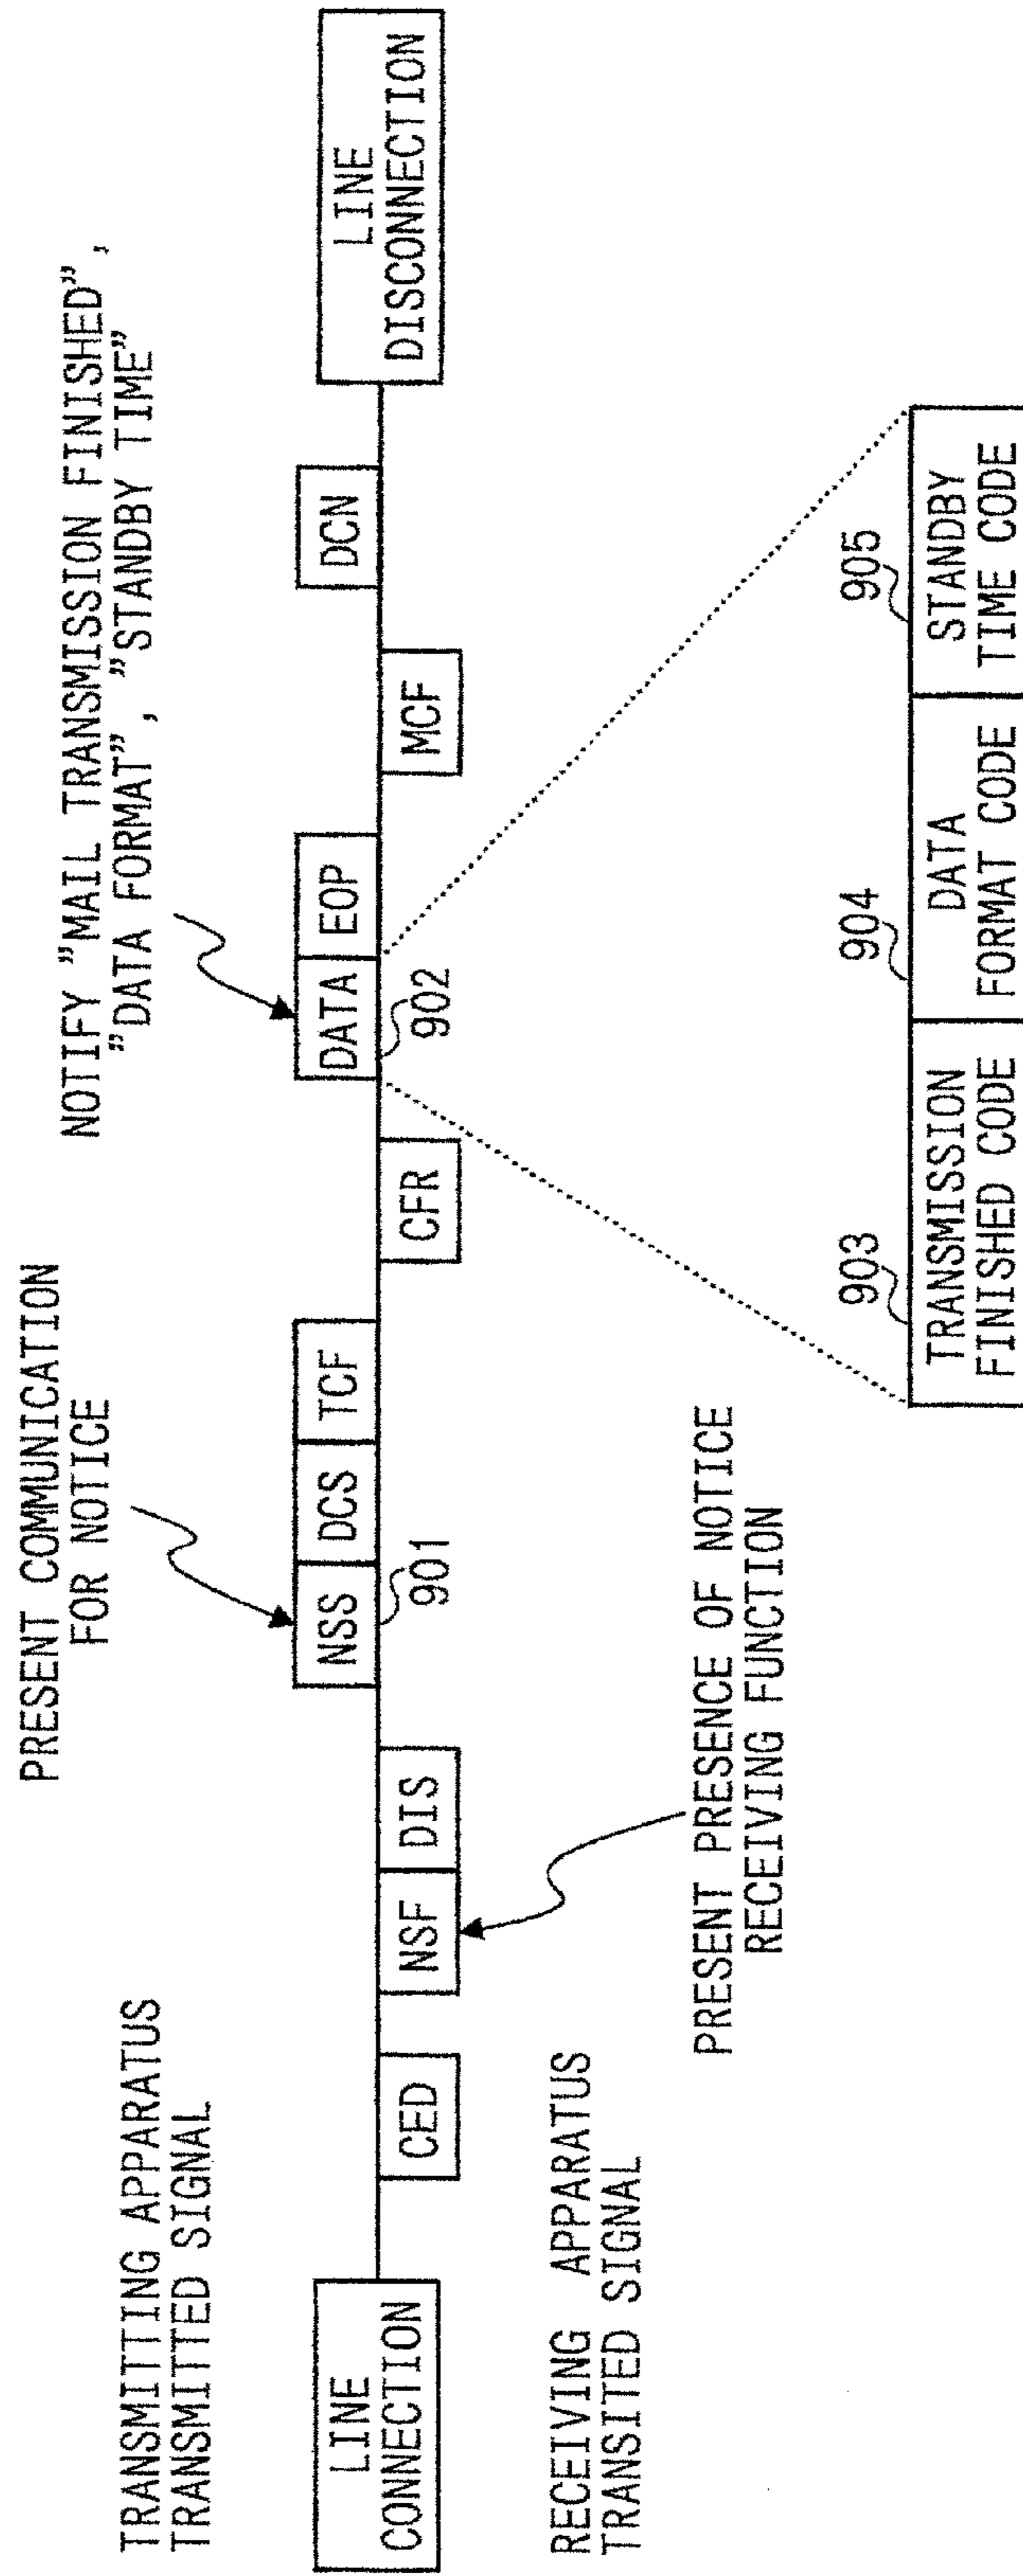 TRANSMITTING APPARATUS
TRANSMITTED SIGNAL
PRESENT COMMUNICATION
FOR NOTICE
NOTIFY "MAIL TRANSMISSION FINISHED",
"DATA FORMAT", "STANDBY TIME"
LINE
CONNECTION
CED
NSF
DIS
NSS
DCS
TCF
901
CFR
DATA
EOP
902
MCF
DCN
LINE
DISCONNECTION
RECEIVING APPARATUS
TRANSITED SIGNAL
PRESENT PRESENCE OF NOTICE
RECEIVING FUNCTION
903
904
905
TRANSMISSION
FINISHED CODE
DATA
FORMAT CODE
STANDBY
TIME CODE